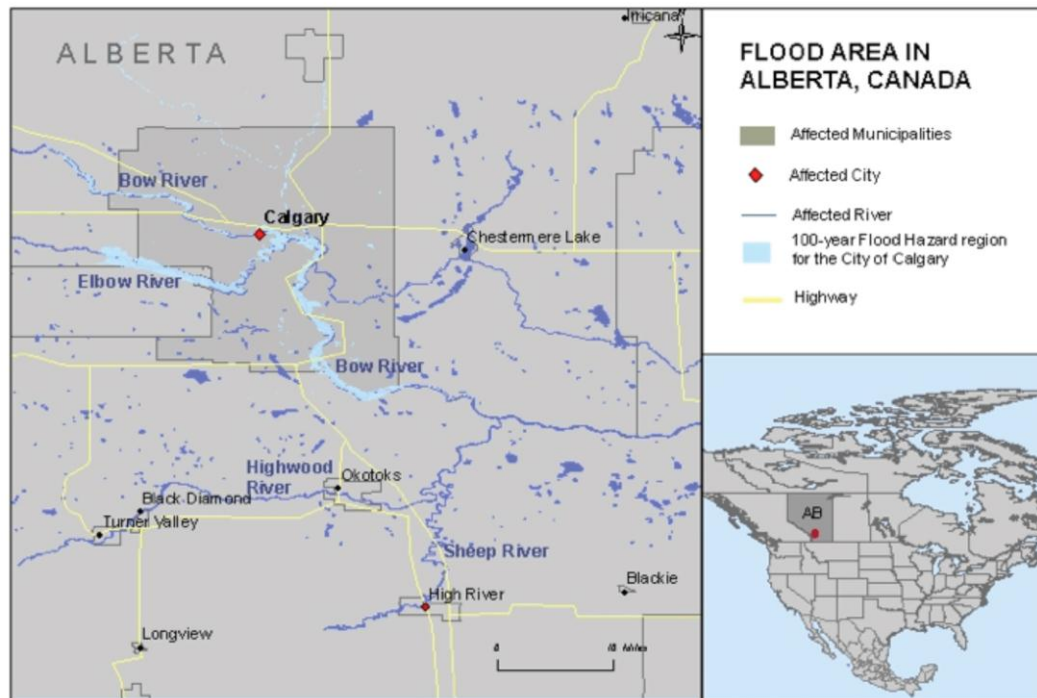 ALBERTA
Irricana
N
Bow River
Calgary
Chestermere Lake
Elbow River
Bow River
Highwood
River
Okotoks
Black Diamond
Turner Valley
Sheep River
Blackie
High River
Longview
0
FLOOD AREA IN
ALBERTA, CANADA
Affected Municipalities
Affected City
Affected River
100-year Flood Hazard region
for the City of Calgary
Highway
AB